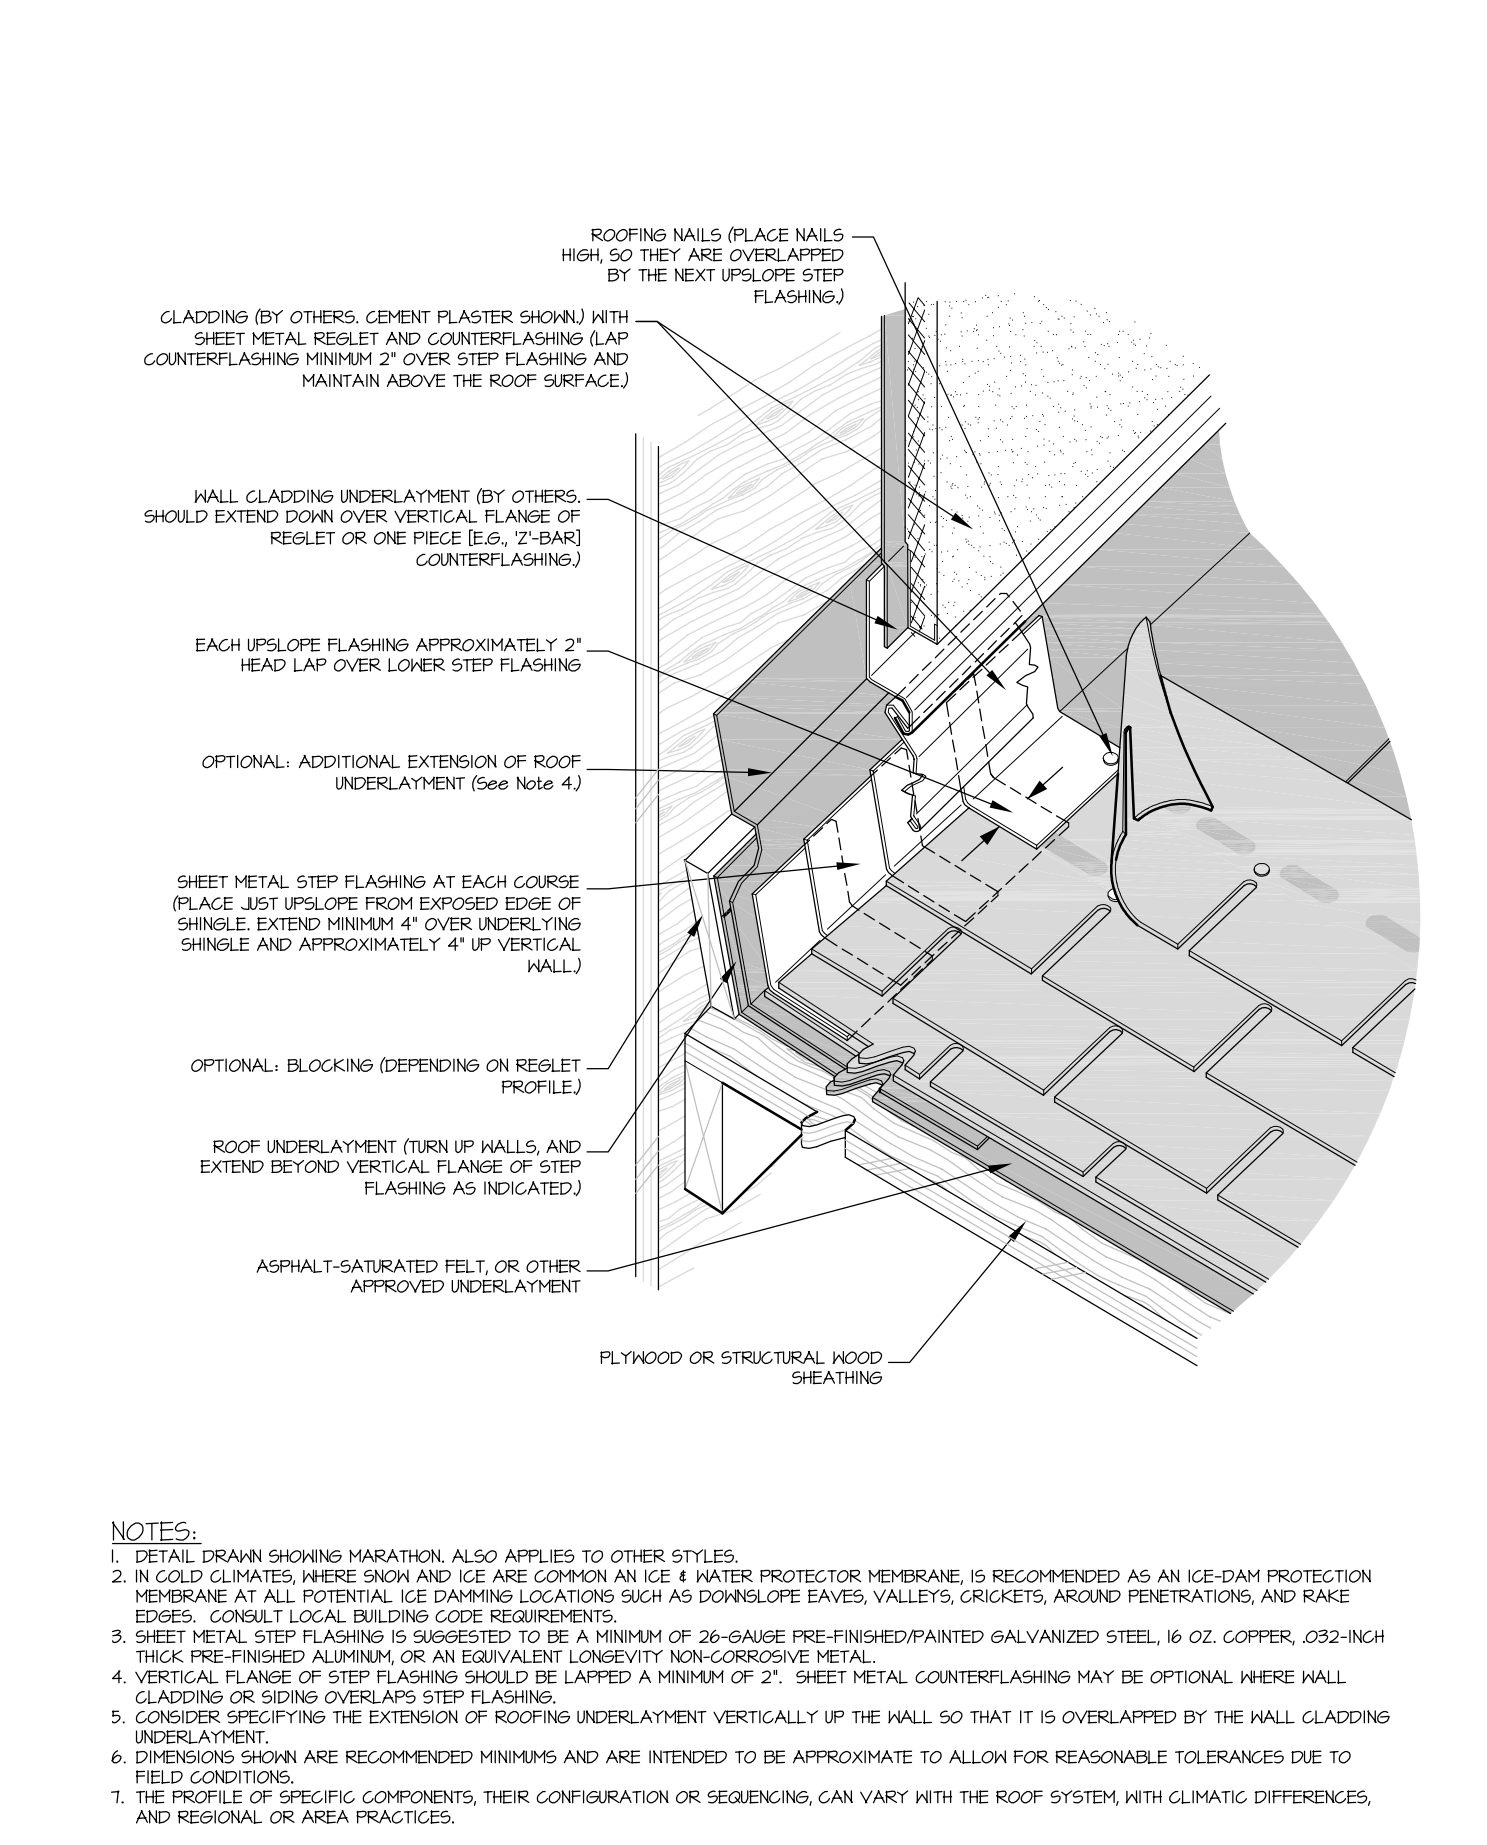 ROOFING NAILS (PLACE NAILS
HIGH, SO THEY ARE OVERLAPPED
BY THE NEXT UPSLOPE STEP
FLASHING.)
CLADDING (BY OTHERS. CEMENT PLASTER SHOWN.) WITH
SHEET METAL REGLET AND COUNTERFLASHING (LAP
COUNTERFLASHING MINIMUM 2" OVER STEP FLASHING AND
MAINTAIN ABOVE THE ROOF SURFACE.)
WALL CLADDING UNDERLAYMENT (BY OTHERS.
SHOULD EXTEND DOWN OVER VERTICAL FLANGE OF
REGLET OR ONE PIECE [E.G., 'Z'-BAR]
COUNTERFLASHING.)
EACH UPSLOPE FLASHING APPROXIMATELY 2"
HEAD LAP OVER LOWER STEP FLASHING
OPTIONAL: ADDITIONAL EXTENSION OF ROOF
UNDERLAYMENT (See Note 4.)
SHEET METAL STEP FLASHING AT EACH COURSE
(PLACE JUST UPSLOPE FROM EXPOSED EDGE OF
SHINGLE. EXTEND MINIMUM 4" OVER UNDERLYING
SHINGLE AND APPROXIMATELY 4" UP VERTICAL
WALL.)
OPTIONAL: BLOCKING (DEPENDING ON REGLET
PROFILE.)
ROOF UNDERLAYMENT (TURN UP WALLS, AND
EXTEND BEYOND VERTICAL FLANGE OF STEP
FLASHING AS INDICATED.)
ASPHALT-SATURATED FELT, OR OTHER
APPROVED UNDERLAYMENT
PLYWOOD OR STRUCTURAL WOOD
SHEATHING
NOTES:
1. DETAIL DRAWN SHOWING MARATHON. ALSO APPLIES TO OTHER STYLES.
2. IN COLD CLIMATES, WHERE SNOW AND ICE ARE COMMON AN ICE & WATER PROTECTOR MEMBRANE, IS RECOMMENDED AS AN ICE-DAM PROTECTION
MEMBRANE AT ALL POTENTIAL ICE DAMMING LOCATIONS SUCH AS DOWNSLOPE EAVES, VALLEYS, CRICKETS, AROUND PENETRATIONS, AND RAKE
EDGES. CONSULT LOCAL BUILDING CODE REQUIREMENTS.
3. SHEET METAL STEP FLASHING IS SUGGESTED TO BE A MINIMUM OF 26-GAUGE PRE-FINISHED/PAINTED GALVANIZED STEEL, 16 OZ. COPPER, .032-INCH
THICK PRE-FINISHED ALUMINUM, OR AN EQUIVALENT LONGEVITY NON-CORROSIVE METAL.
4. VERTICAL FLANGE OF STEP FLASHING SHOULD BE LAPPED A MINIMUM OF 2". SHEET METAL COUNTERFLASHING MAY BE OPTIONAL WHERE WALL
CLADDING OR SIDING OVERLAPS STEP FLASHING.
5. CONSIDER SPECIFYING THE EXTENSION OF ROOFING UNDERLAYMENT VERTICALLY UP THE WALL SO THAT IT IS OVERLAPPED BY THE WALL CLADDING
UNDERLAYMENT.
6. DIMENSIONS SHOWN ARE RECOMMENDED MINIMUMS AND ARE INTENDED TO BE APPROXIMATE TO ALLOW FOR REASONABLE TOLERANCES DUE TO
FIELD CONDITIONS.
7. THE PROFILE OF SPECIFIC COMPONENTS, THEIR CONFIGURATION OR SEQUENCING, CAN VARY WITH THE ROOF SYSTEM, WITH CLIMATIC DIFFERENCES,
AND REGIONAL OR AREA PRACTICES.